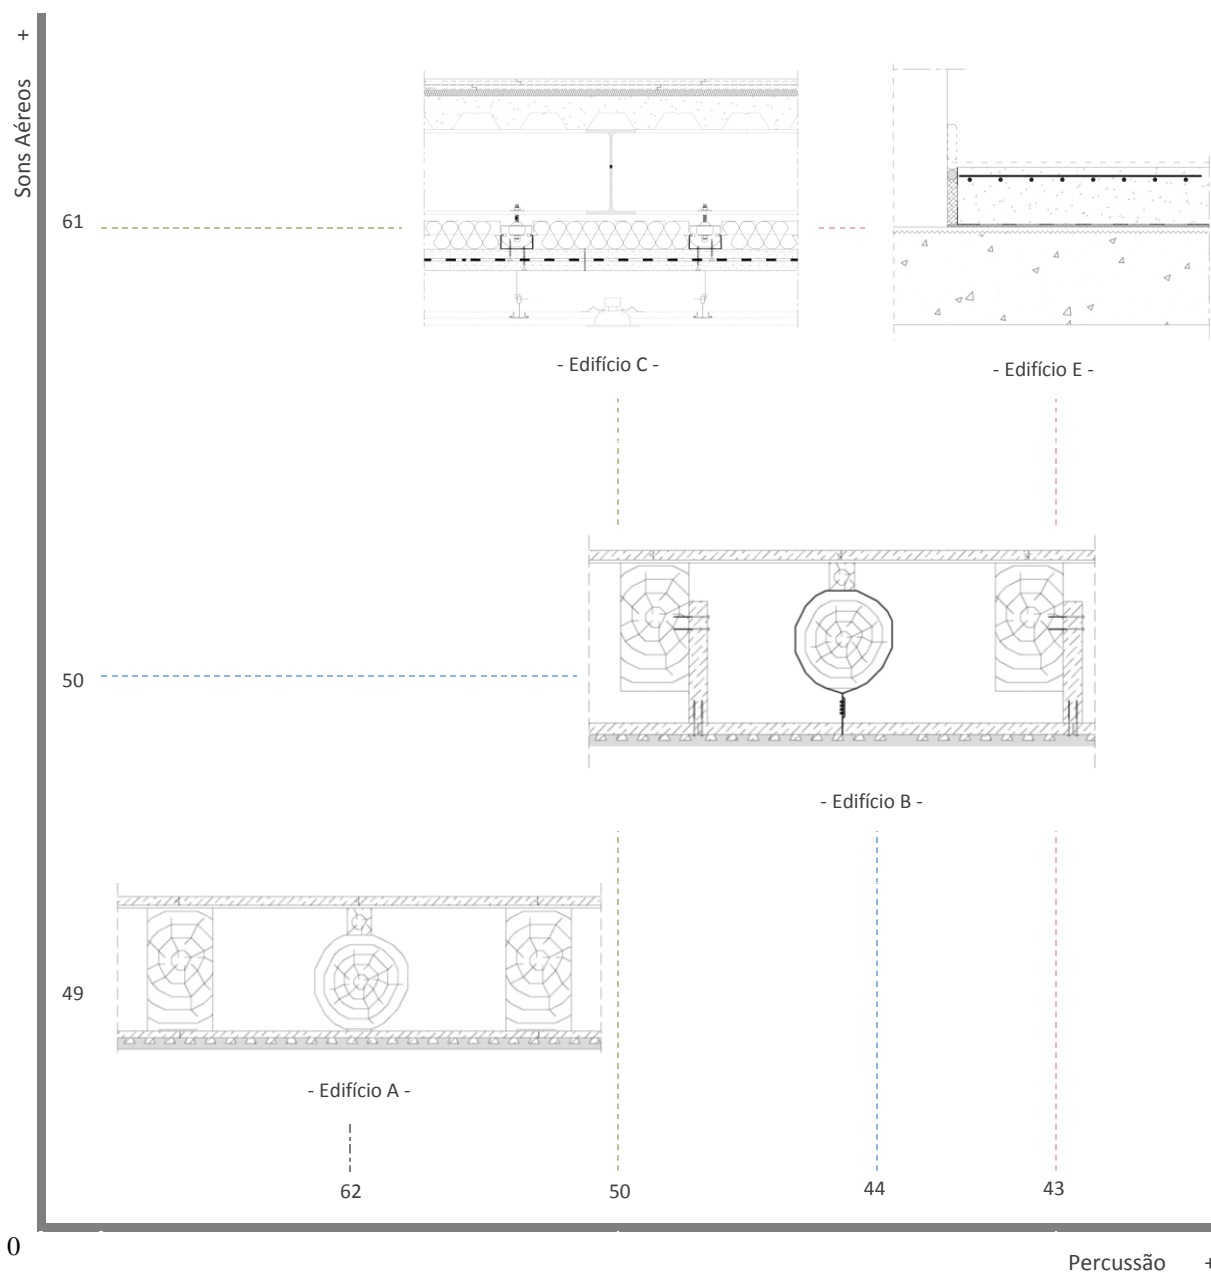 +
Sons Aéreos
61
- Edifício C -
- Edifício E -
50
- Edifício B -
49
- Edifício A -
62
50
44
43
0
Percussão +